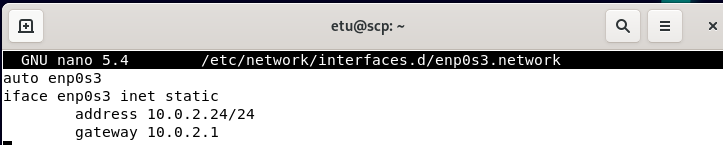 etu@scp: ~
GNU nano 5.4 /etc/network/interfaces.d/enp0s3.network
auto enp0s3
iface enp0s3 inet static
address 10.0.2.24/24
gateway 10.0.2.1